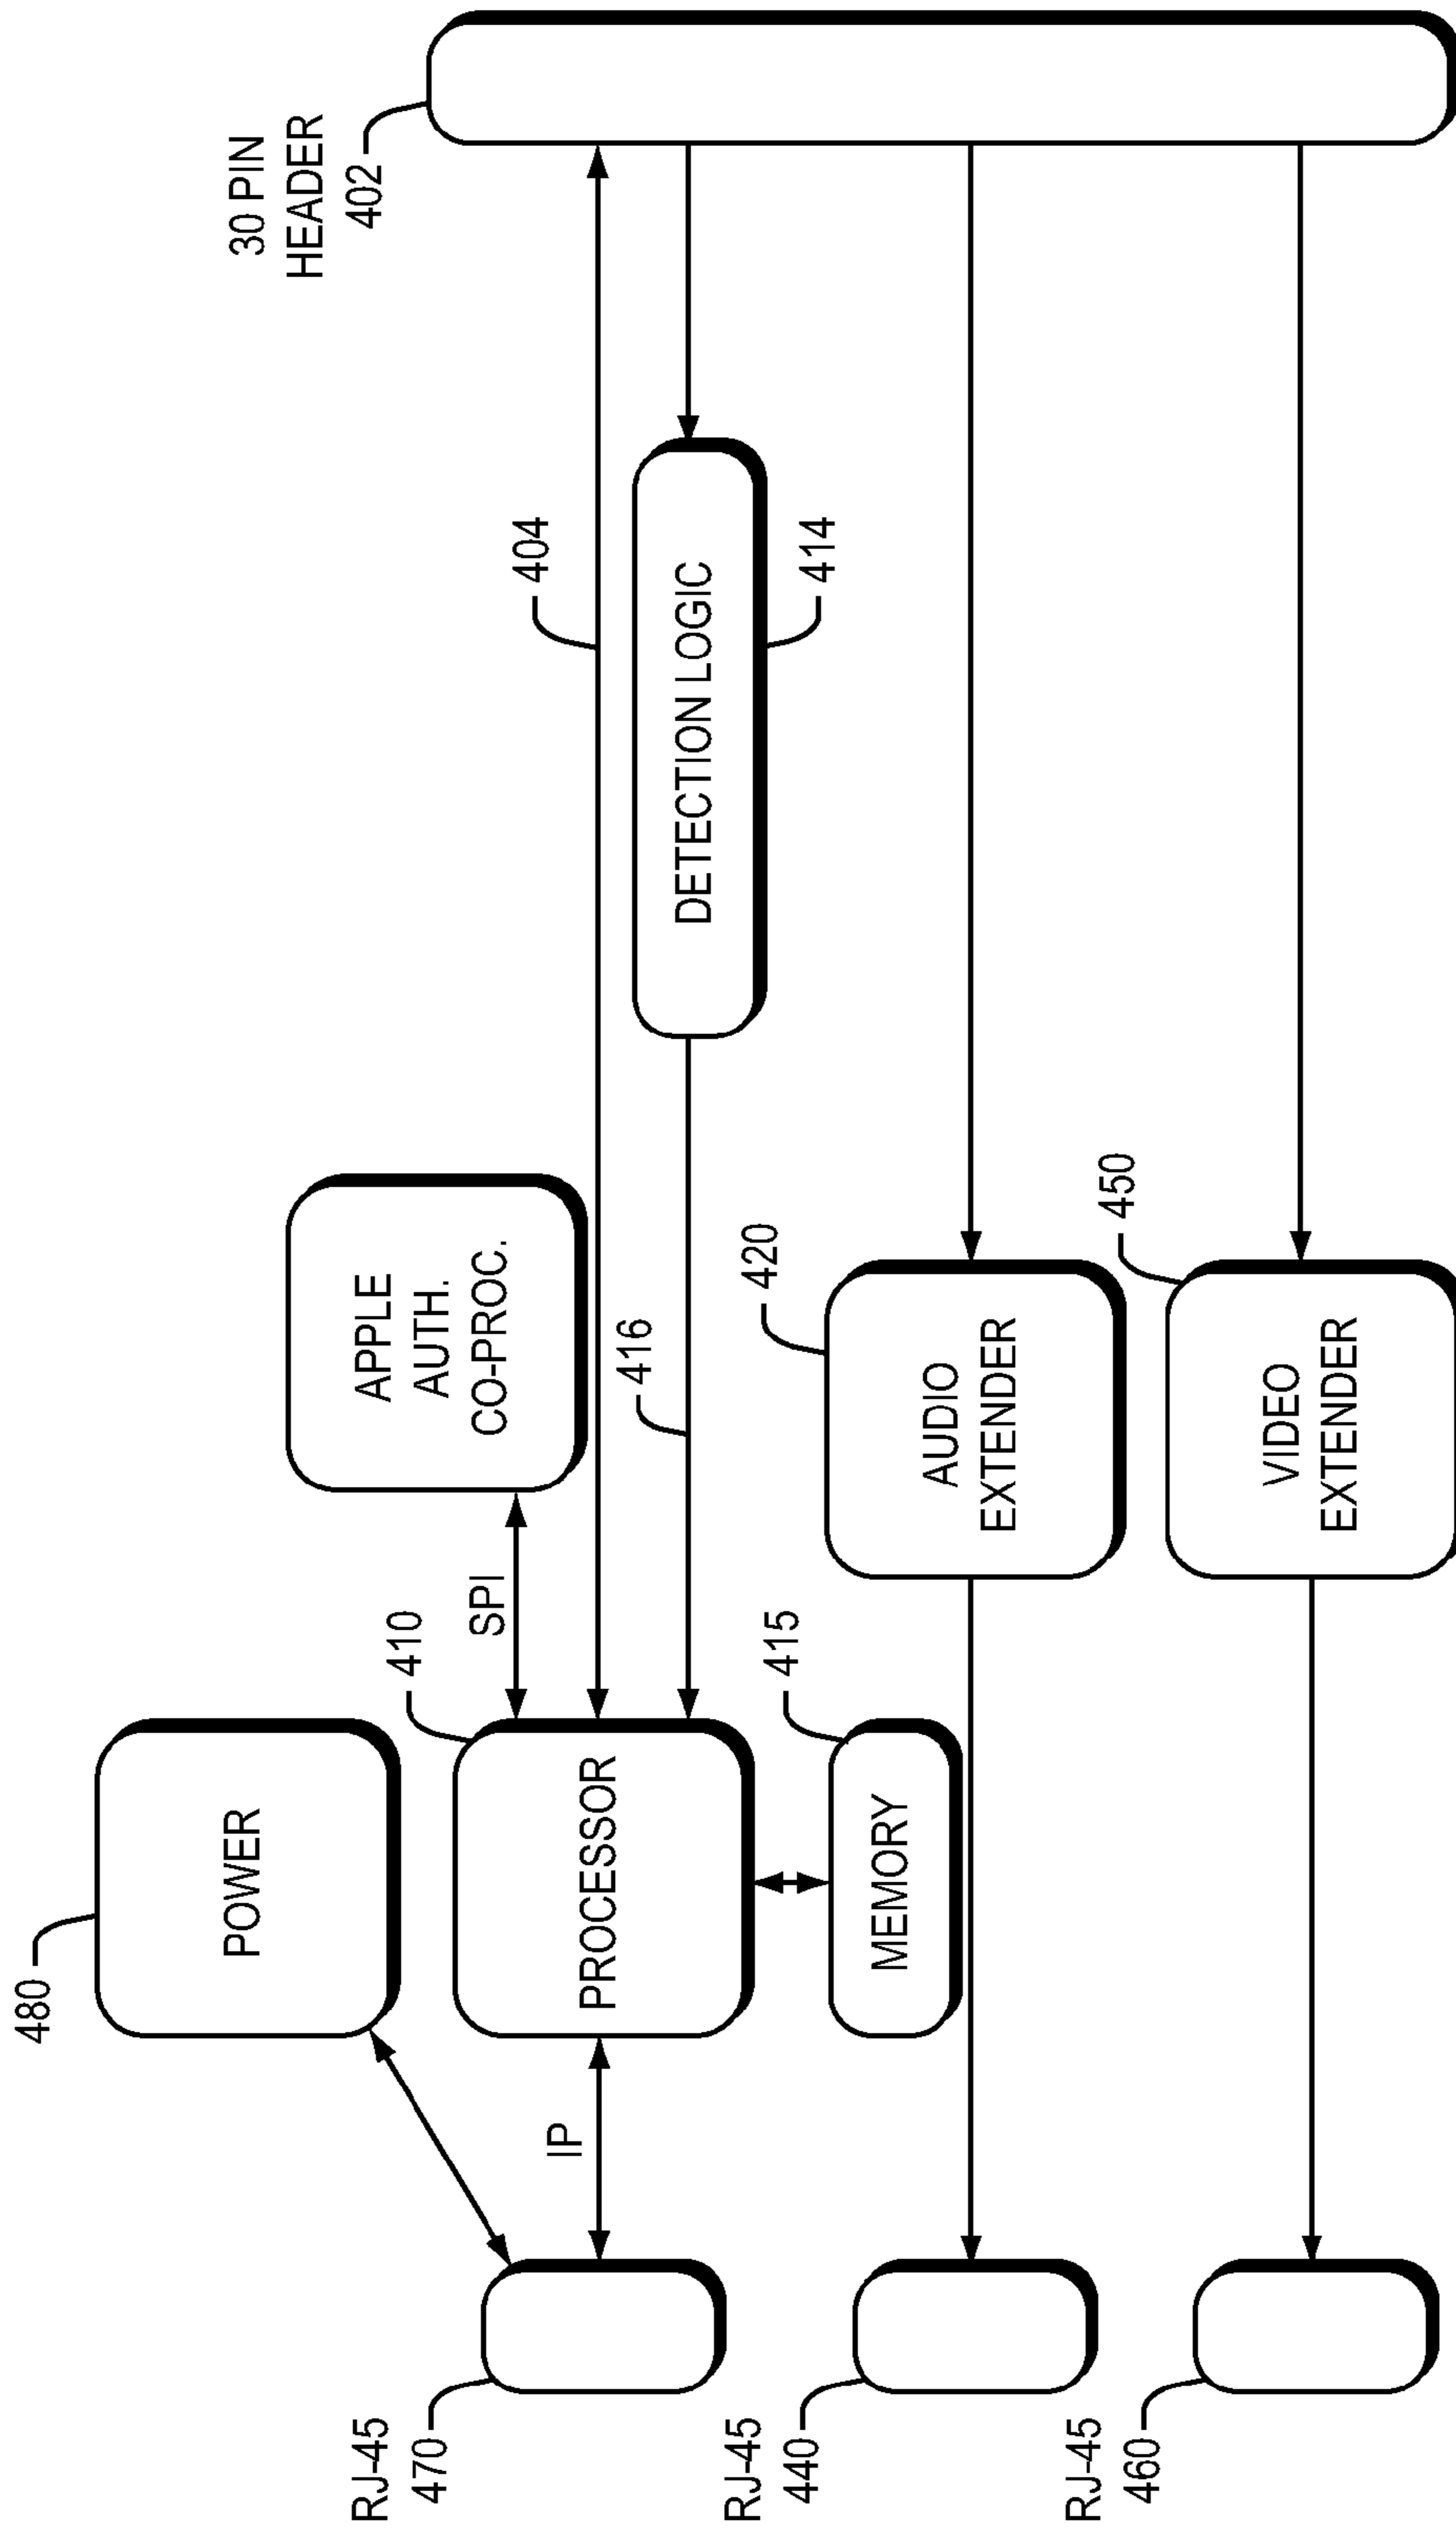 30 PIN
HEADER
402
404
DETECTION LOGIC
414
APPLE
AUTH.
CO-PROC.
416
SPI
420
AUDIO
EXTENDER
450
VIDEO
EXTENDER
480
POWER
410
PROCESSOR
415
MEMORY
IP
RJ-45
470
RJ-45
440
RJ-45
460